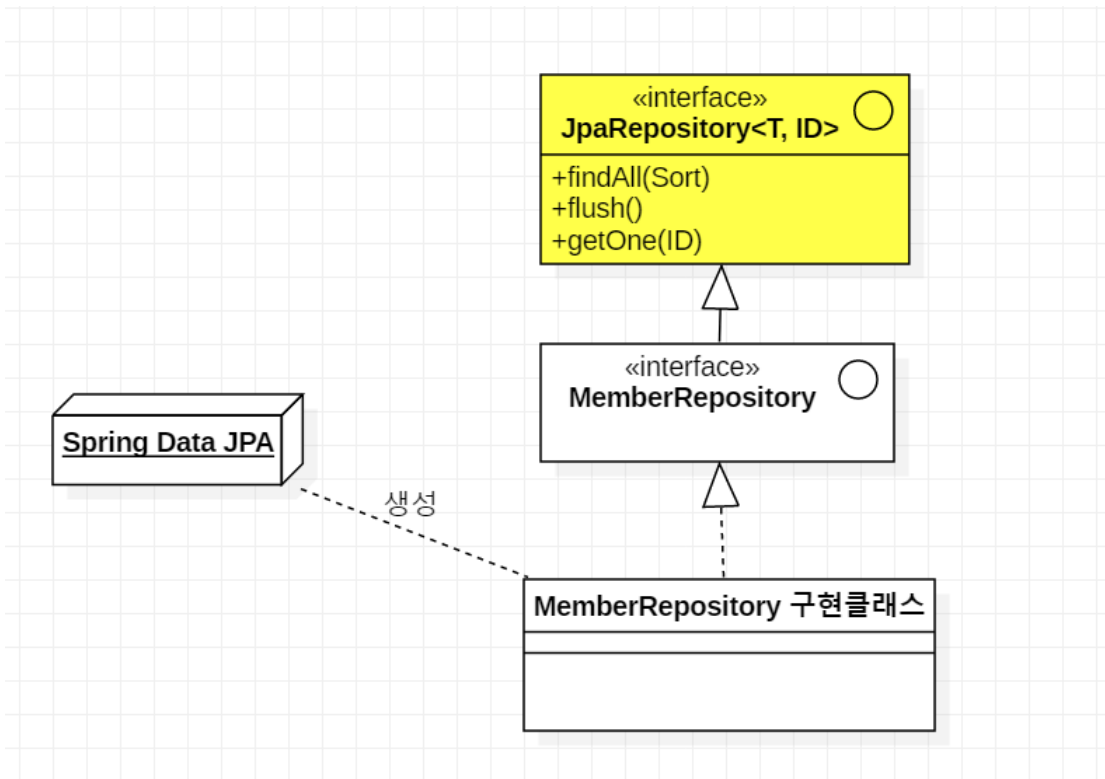 «interface»
JpaRepository<T, ID>
+findAll(Sort)
+flush()
+getOne(ID)
«interface»
MemberRepository
Spring Data JPA
생성
MemberRepository 구현클래스